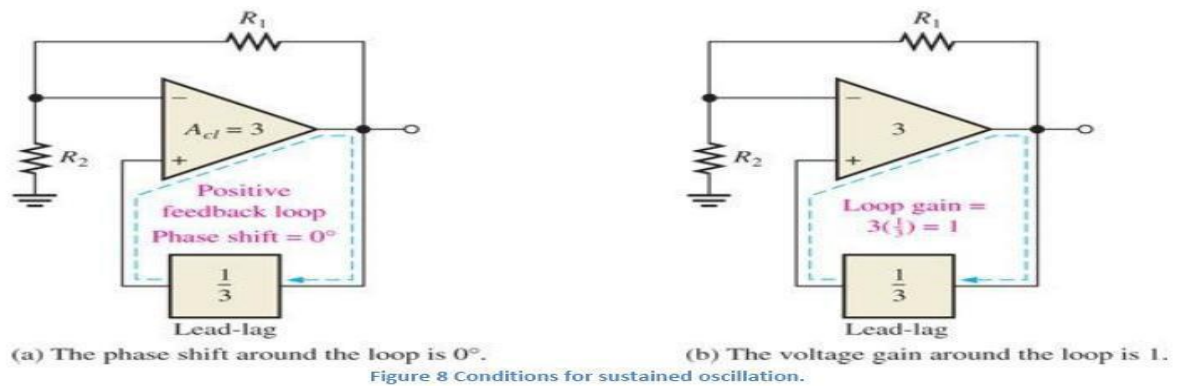 R1
−
Acl = 3
+
R2
Positive
feedback loop
Phase shift = 0°
1/3
Lead-lag
(a) The phase shift around the loop is 0°.
R1
−
3
+
R2
Loop gain =
3(1/3) = 1
1/3
Lead-lag
(b) The voltage gain around the loop is 1.
Figure 8 Conditions for sustained oscillation.